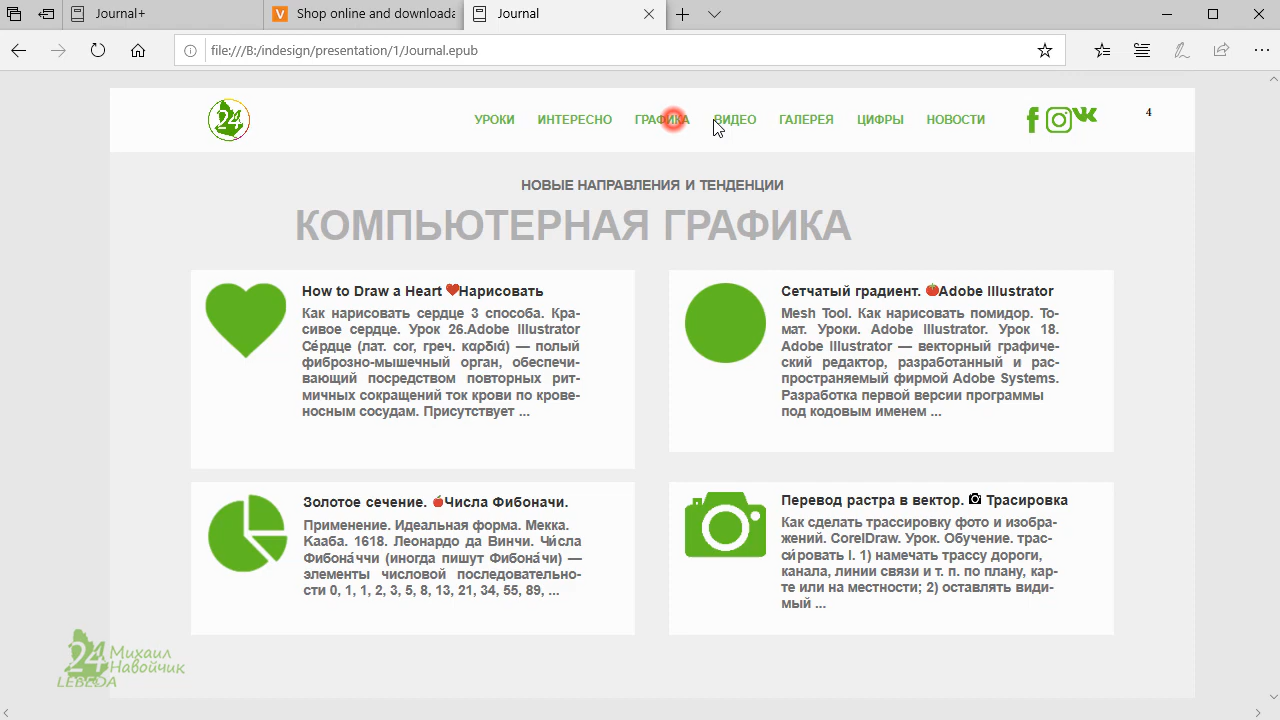 Journal+
Shop online and downloada
Journal
file:///B:/indesign/presentation/1/Journal.epub
24
УРОКИ ИНТЕРЕСНО ГРАФИКА ВИДЕО ГАЛЕРЕЯ ЦИФРЫ НОВОСТИ
4
НОВЫЕ НАПРАВЛЕНИЯ И ТЕНДЕНЦИИ
КОМПЬЮТЕРНАЯ ГРАФИКА
How to Draw a Heart ❤Нарисовать
Как нарисовать сердце 3 способа. Кра-
сивое сердце. Урок 26.Adobe Illustrator
Се́рдце (лат. cor, греч. καρδιά) — полый
фиброзно-мышечный орган, обеспечи-
вающий посредством повторных рит-
мичных сокращений ток крови по крове-
носным сосудам. Присутствует ...
Сетчатый градиент. 🍅Adobe Illustrator
Mesh Tool. Как нарисовать помидор. То-
мат. Уроки. Adobe Illustrator. Урок 18.
Adobe Illustrator — векторный графиче-
ский редактор, разработанный и рас-
пространяемый фирмой Adobe Systems.
Разработка первой версии программы
под кодовым именем ...
Золотое сечение. 🍎Числа Фибоначи.
Применение. Идеальная форма. Мекка.
Кааба. 1618. Леонардо да Винчи. Чи́сла
Фибона́ччи (иногда пишут Фибона́чи) —
элементы числовой последовательно-
сти 0, 1, 1, 2, 3, 5, 8, 13, 21, 34, 55, 89, ...
Перевод растра в вектор. 📷 Трасировка
Как сделать трассировку фото и изобра-
жений. CorelDraw. Урок. Обучение. трас-
си́ровать I. 1) намечать трассу дороги,
канала, линии связи и т. п. по плану, кар-
те или на местности; 2) оставлять види-
мый ...
24 Михаил
Навойчик
LEBEDA